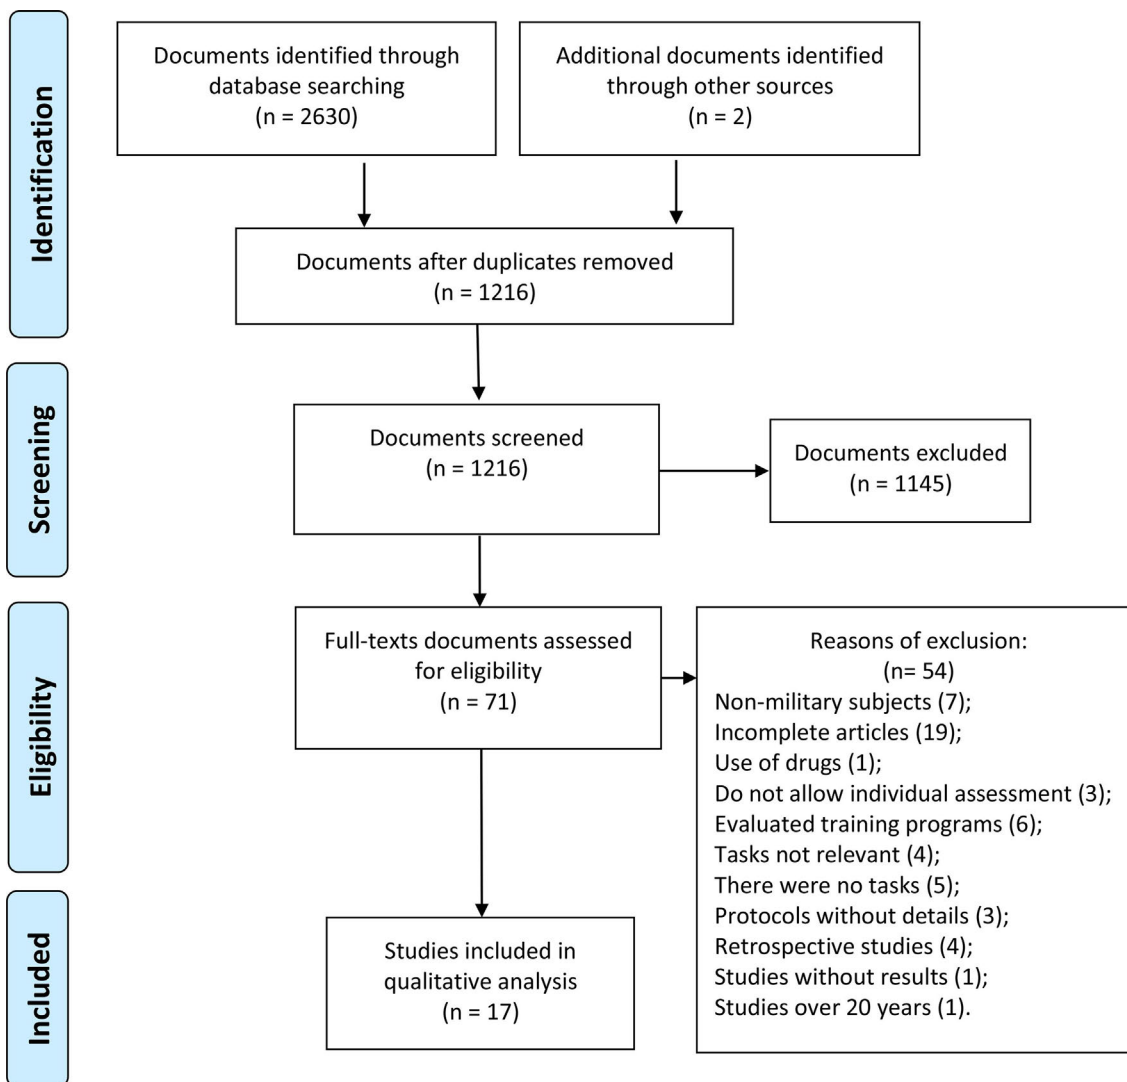 Identification
Documents identified through
database searching
(n = 2630)
Additional documents identified
through other sources
(n = 2)
Documents after duplicates removed
(n = 1216)
Screening
Documents screened
(n = 1216)
Documents excluded
(n = 1145)
Eligibility
Full-texts documents assessed
for eligibility
(n = 71)
Reasons of exclusion:
(n= 54)
Non-military subjects (7);
Incomplete articles (19);
Use of drugs (1);
Do not allow individual assessment (3);
Evaluated training programs (6);
Tasks not relevant (4);
There were no tasks (5);
Protocols without details (3);
Retrospective studies (4);
Studies without results (1);
Studies over 20 years (1).
Included
Studies included in
qualitative analysis
(n = 17)